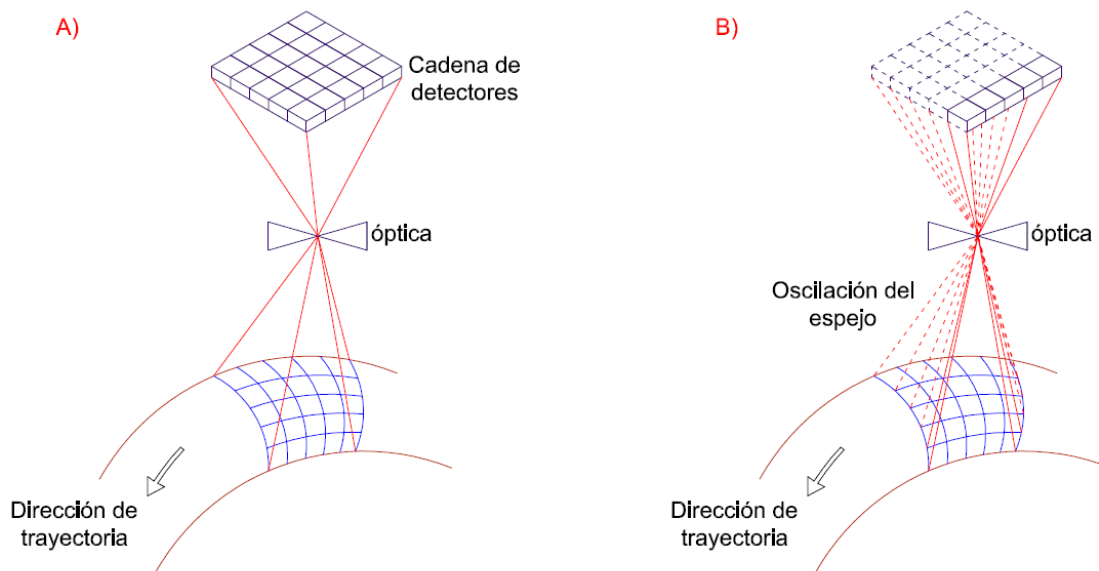 A)
Cadena de
detectores
óptica
Dirección de
trayectoria
B)
óptica
Oscilación del
espejo
Dirección de
trayectoria